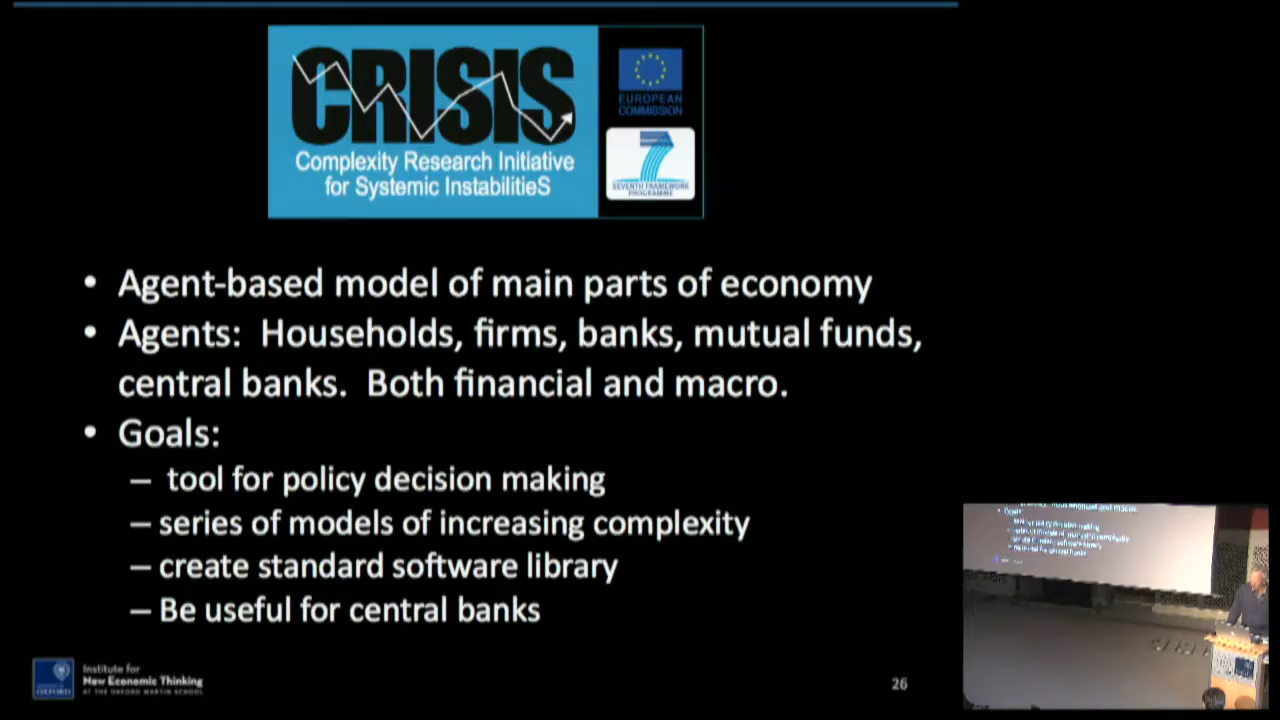 CRISIS
Complexity Research Initiative
for Systemic InstabilitieS
EUROPEAN
COMMISSION
SEVENTH FRAMEWORK
PROGRAMME
• Agent-based model of main parts of economy
• Agents: Households, firms, banks, mutual funds,
central banks. Both financial and macro.
• Goals:
– tool for policy decision making
– series of models of increasing complexity
– create standard software library
– Be useful for central banks
OXFORD
Institute for
New Economic Thinking
AT THE OXFORD MARTIN SCHOOL
26